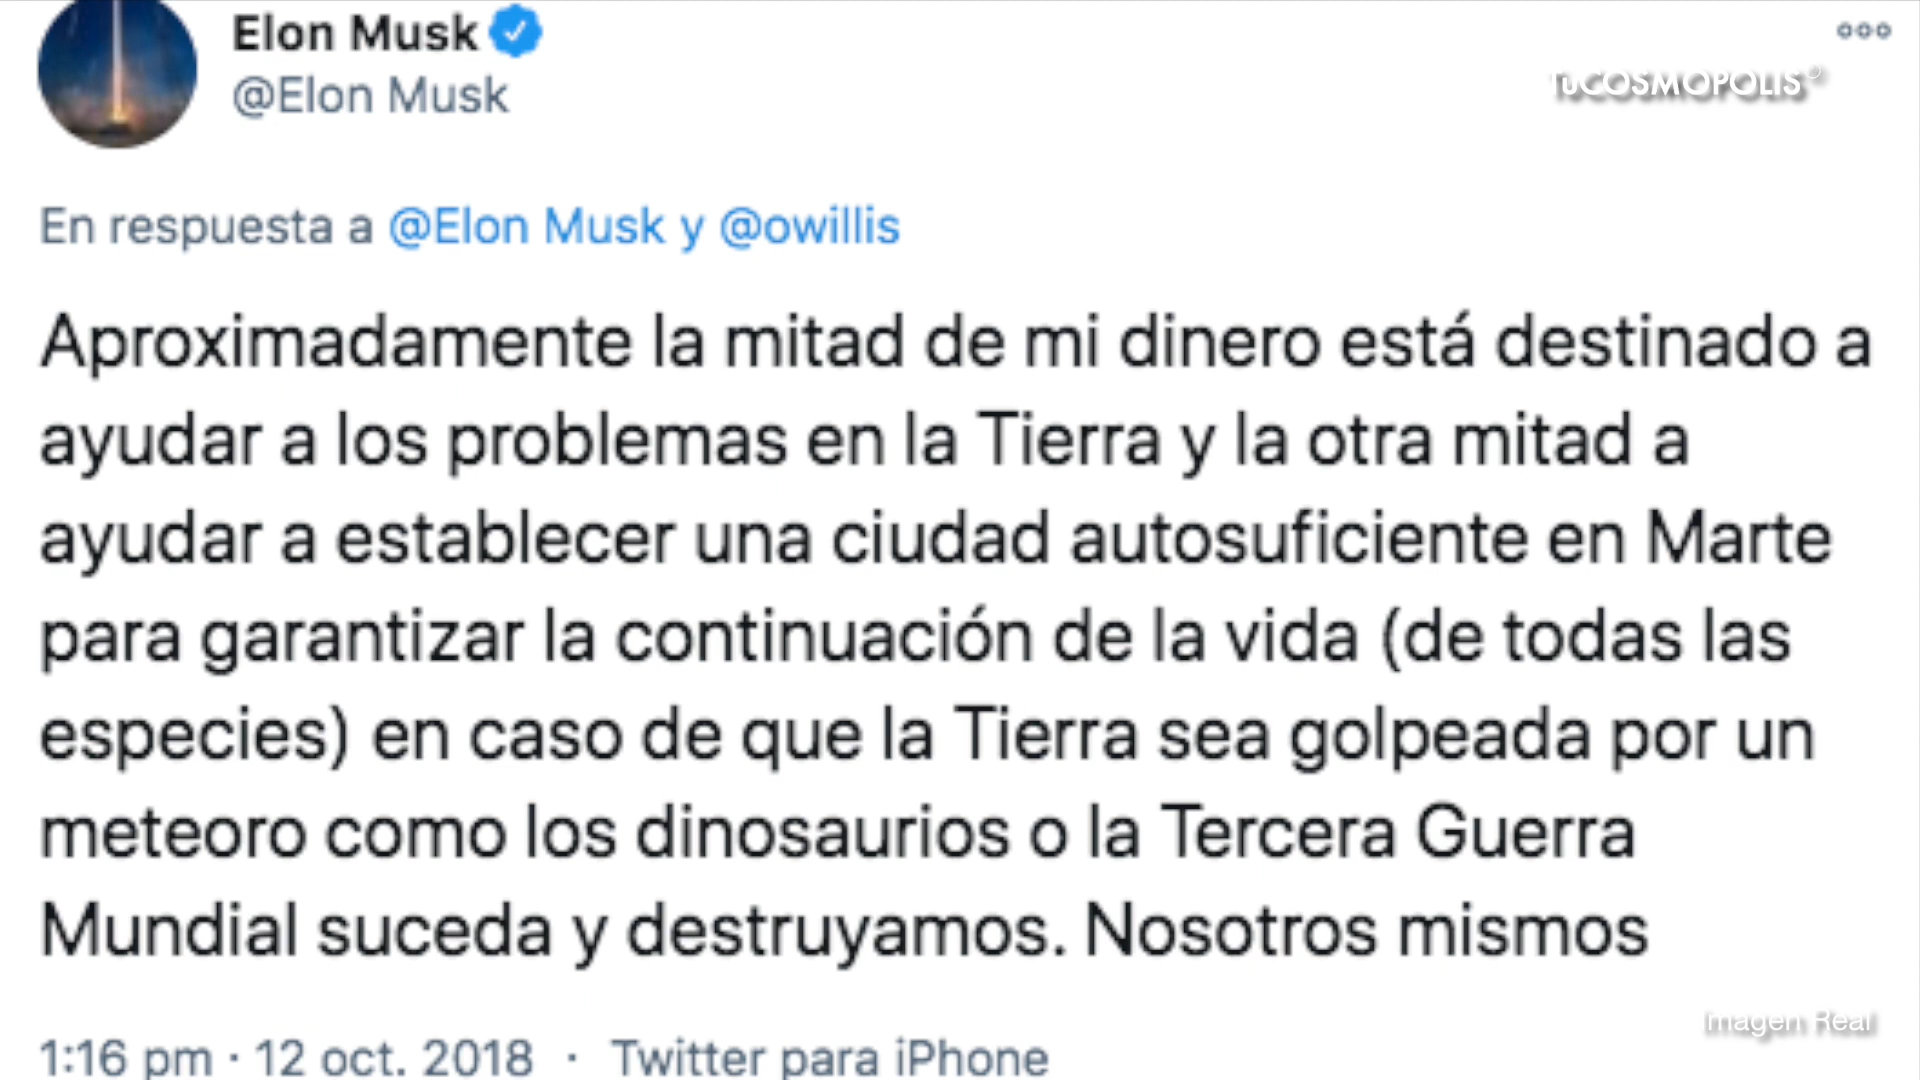 Elon Musk
@Elon Musk
TuCOSMOPOLIS
En respuesta a @Elon Musk y @owillis
Aproximadamente la mitad de mi dinero está destinado a
ayudar a los problemas en la Tierra y la otra mitad a
ayudar a establecer una ciudad autosuficiente en Marte
para garantizar la continuación de la vida (de todas las
especies) en caso de que la Tierra sea golpeada por un
meteoro como los dinosaurios o la Tercera Guerra
Mundial suceda y destruyamos. Nosotros mismos
Imagen Real
1:16 pm · 12 oct. 2018 · Twitter para iPhone